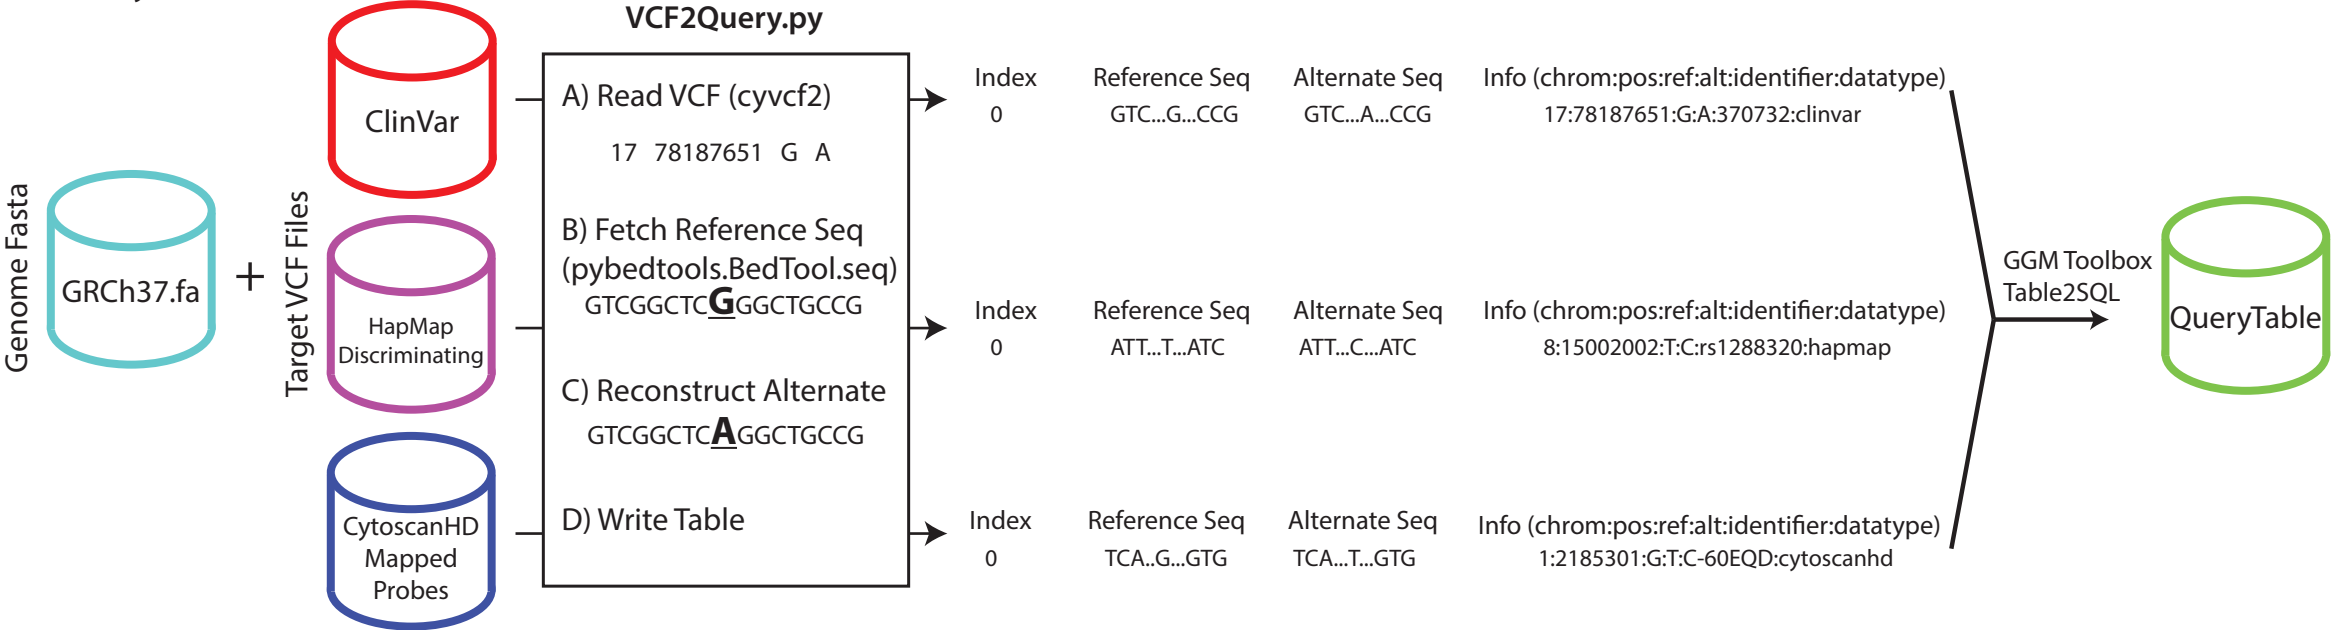 VCF2Query.py
Genome Fasta
GRCh37.fa
+
Target VCF Files
ClinVar
HapMap
Discriminating
CytoscanHD
Mapped
Probes
A) Read VCF (cyvcf2)
17 78187651 G A
B) Fetch Reference Seq
(pybedtools.BedTool.seq)
GTCGGCTCGGGCTGCCG
C) Reconstruct Alternate
GTCGGCTCAGGCTGCCG
D) Write Table
Index Reference Seq Alternate Seq Info (chrom:pos:ref:alt:identifier:datatype)
0 GTC...G...CCG GTC...A...CCG 17:78187651:G:A:370732:clinvar
Index Reference Seq Alternate Seq Info (chrom:pos:ref:alt:identifier:datatype)
0 ATT...T...ATC ATT...C...ATC 8:15002002:T:C:rs1288320:hapmap
Index Reference Seq Alternate Seq Info (chrom:pos:ref:alt:identifier:datatype)
0 TCA..G...GTG TCA...T...GTG 1:2185301:G:T:C-60EQD:cytoscanhd
GGM Toolbox
Table2SQL
QueryTable